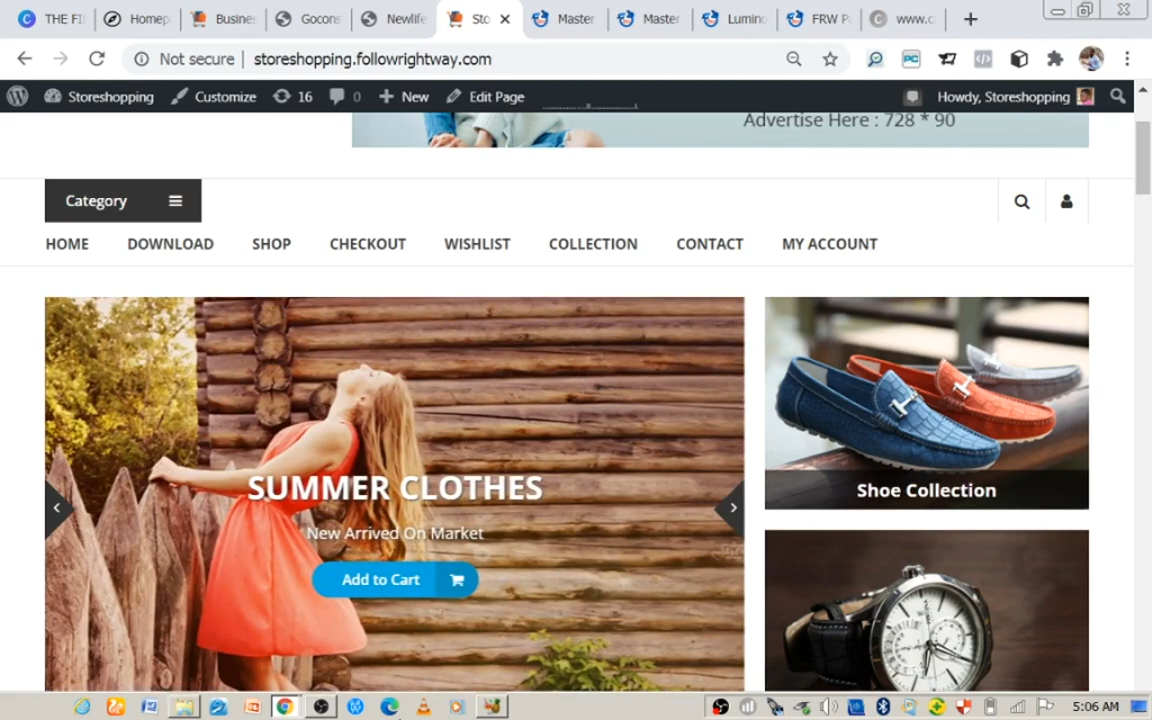 THE FI
Homep
Busine
Gocons
Newlife
Sto
Master
Master
Lumino
FRW P
www.c
Not secure
storeshopping.followrightway.com
PC
Storeshopping
Customize
16
0
New
Edit Page
Howdy, Storeshopping
Advertise Here : 728 * 90
Category
HOME
DOWNLOAD
SHOP
CHECKOUT
WISHLIST
COLLECTION
CONTACT
MY ACCOUNT
SUMMER CLOTHES
New Arrived On Market
Add to Cart
Shoe Collection
5:06 AM